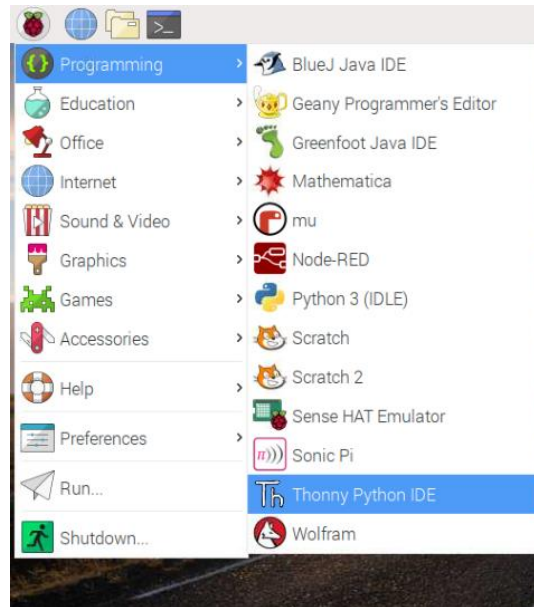 Programming
Education
Office
Internet
Sound & Video
Graphics
Games
Accessories
Help
Preferences
Run...
Shutdown...
BlueJ Java IDE
Geany Programmer's Editor
Greenfoot Java IDE
Mathematica
mu
Node-RED
Python 3 (IDLE)
Scratch
Scratch 2
Sense HAT Emulator
π)))
Sonic Pi
Th
Thonny Python IDE
Wolfram